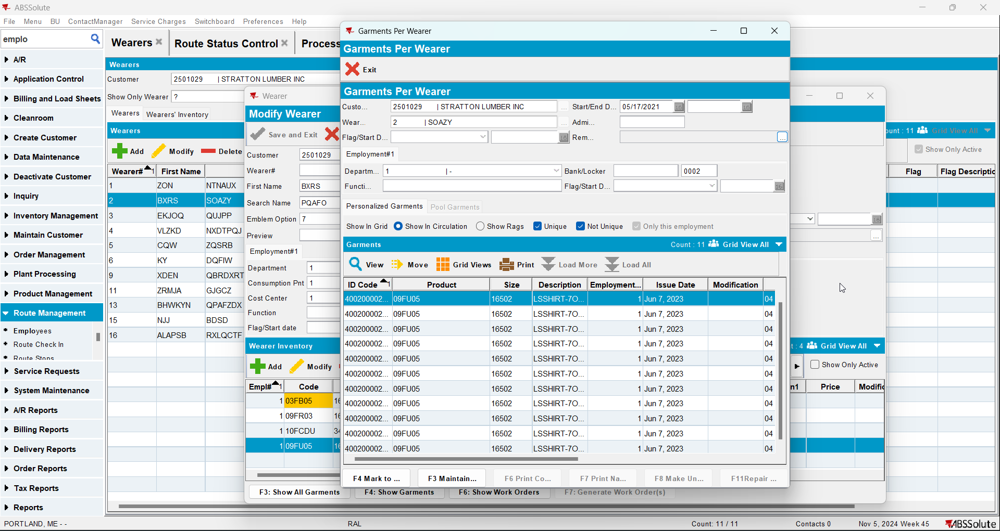 ABSSolute
File Menu BU ContactManager Service Charges Switchboard Preferences Help
emplo
A/R
Application Control
Billing and Load Sheets
Cleanroom
Create Customer
Data Maintenance
Deactivate Customer
Inquiry
Inventory Management
Maintain Customer
Order Management
Plant Processing
Product Management
Route Management
Employees
Route Check In
Route Stops
Service Requests
System Maintenance
A/R Reports
Billing Reports
Delivery Reports
Order Reports
Tax Reports
Reports
Wearers Route Status Control Process
Wearers
Customer 2501029 | STRATTON LUMBER INC
Show Only Wearer ?
Wearers Wearers' Inventory
Wearers
Add Modify Delete
Wearer# 1 First Name
1 ZON NTNAUX
2 BXRS SOAZY
3 EKJOQ QUJPP
4 VLZKD NXDTPQJ
5 CQW ZQSRB
6 KY DQFIW
9 XDEN QBRDXRT
11 ZRMJA GJGCZ
13 BHWKYN QPAFZDX
15 NJJ BDSD
16 ALAPSB RXLQCTF
ount : 11 Grid View All
Show Only Active
Flag Flag Descriptio
Wearer
Modify Wearer
Save and Exit
Customer 2501029
Wearer#
First Name BXRS
Search Name PQAFO
Emblem Option 7
Preview
Employment#1
Department 1
Consumption Pnt 1
Cost Center 1
Function
Flag/Start date
Wearer Inventory
t : 4 Grid View All
Add Modify
Show Only Active
Empl# 1 Code
n1 Price Modific
1 03FB05 16
1 09FR03 16
1 10FCDU 34
1 09FU05 16
F3: Show All Garments F4: Show Garments F6: Show Work Orders F7: Generate Work Order(s)
Garments Per Wearer
Garments Per Wearer
Exit
Garments Per Wearer
Custo... 2501029 | STRATTON LUMBER INC ... Start/End D... 05/17/2021 16 16
Wear... 2 | SOAZY ... Admi...
Flag/Start D... 16 Rem... ...
Employment#1
Departm... 1 | - Bank/Locker 0002
Functi... Flag/Start D... 16
Personalized Garments Pool Garments
Show In Grid Show In Circulation Show Rags Unique Not Unique Only this employment
Garments Count : 11 Grid View All
View Move Grid Views Print Load More Load All
ID Code 1 Product Size Description Employment... Issue Date Modification
400200002... 09FU05 16502 LSSHIRT-7O... 1 Jun 7, 2023 04
400200002... 09FU05 16502 LSSHIRT-7O... 1 Jun 7, 2023 04
400200002... 09FU05 16502 LSSHIRT-7O... 1 Jun 7, 2023 04
400200002... 09FU05 16502 LSSHIRT-7O... 1 Jun 7, 2023 04
400200002... 09FU05 16502 LSSHIRT-7O... 1 Jun 7, 2023 04
400200002... 09FU05 16502 LSSHIRT-7O... 1 Jun 7, 2023 04
400200002... 09FU05 16502 LSSHIRT-7O... 1 Jun 7, 2023 04
400200002... 09FU05 16502 LSSHIRT-7O... 1 Jun 7, 2023 04
400200002... 09FU05 16502 LSSHIRT-7O... 1 Jun 7, 2023 04
400200002... 09FU05 16502 LSSHIRT-7O... 1 Jun 7, 2023 04
400200002... 09FU05 16502 LSSHIRT-7O... 1 Jun 7, 2023 04
F4 Mark to ... F3 Maintain... F6 Print Co... F7 Print Na... F8 Make Un... F11Repair ...
16
...
PORTLAND, ME - - RAL Count: 11 / 11 Contacts 0 Nov 5, 2024 Week 45 ABSSolute